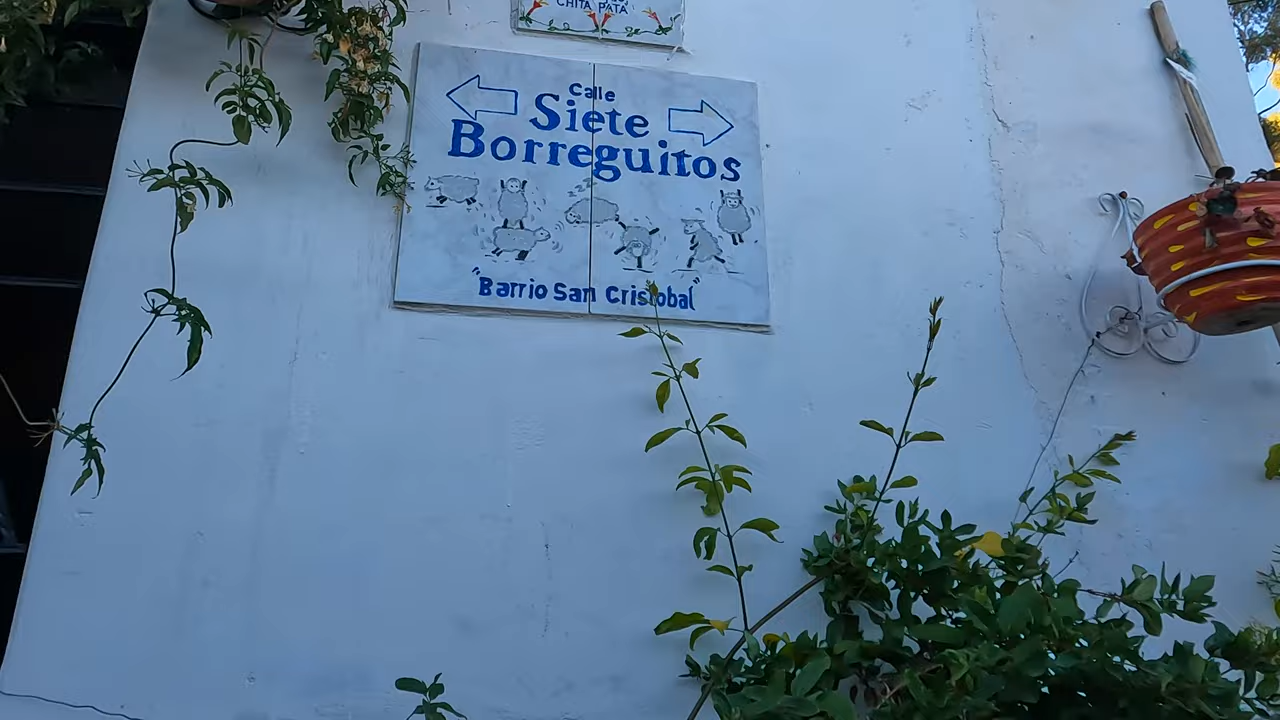 CHITA PATA
Calle
Siete
Borreguitos
"Barrio San Cristobal"